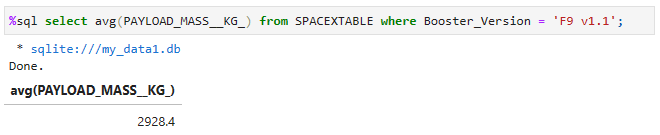 %sql select avg(PAYLOAD_MASS__KG_) from SPACEXTABLE where Booster_Version = 'F9 v1.1';
* sqlite:///my_data1.db
Done.
avg(PAYLOAD_MASS__KG_)
2928.4